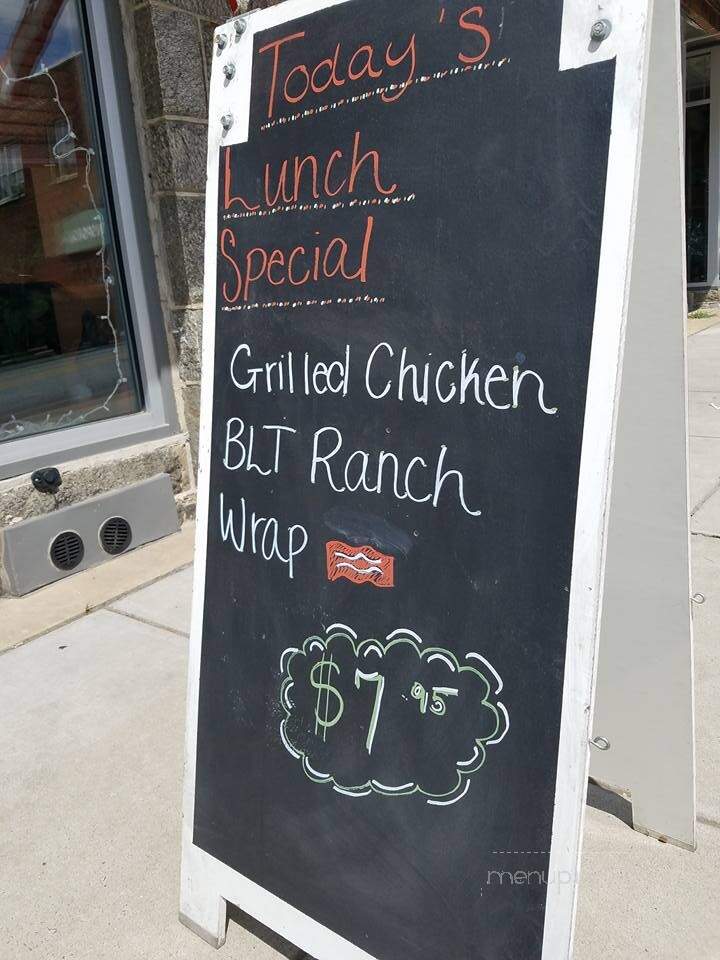 Today's
Lunch
Special
Grilled Chicken
BLT Ranch
Wrap
$7.95
menupix